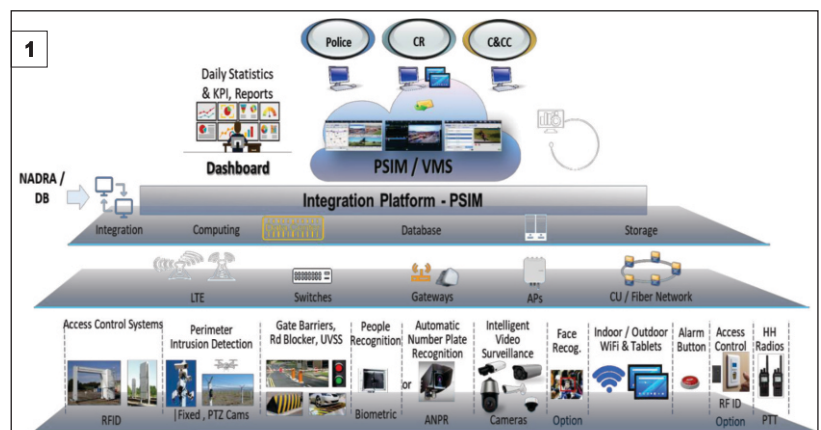 1
Police
CR
C&CC
Daily Statistics
& KPI, Reports
Dashboard
PSIM / VMS
NADRA /
DB
Integration Platform - PSIM
Integration
Computing
Database
Storage
LTE
Switches
Gateways
APs
CU / Fiber Network
Access Control Systems
RFID
Perimeter
Intrusion Detection
|Fixed , PTZ Cams
Gate Barriers,
Rd Blocker, UVSS
People
Recognition
Biometric
or
Automatic
Number Plate
Recognition
ANPR
Intelligent
Video
Surveillance
Cameras
Face
Recog.
Option
Indoor / Outdoor
WiFi & Tablets
Alarm
Button
Access
Control
RF ID
Option
HH
Radios
PTT